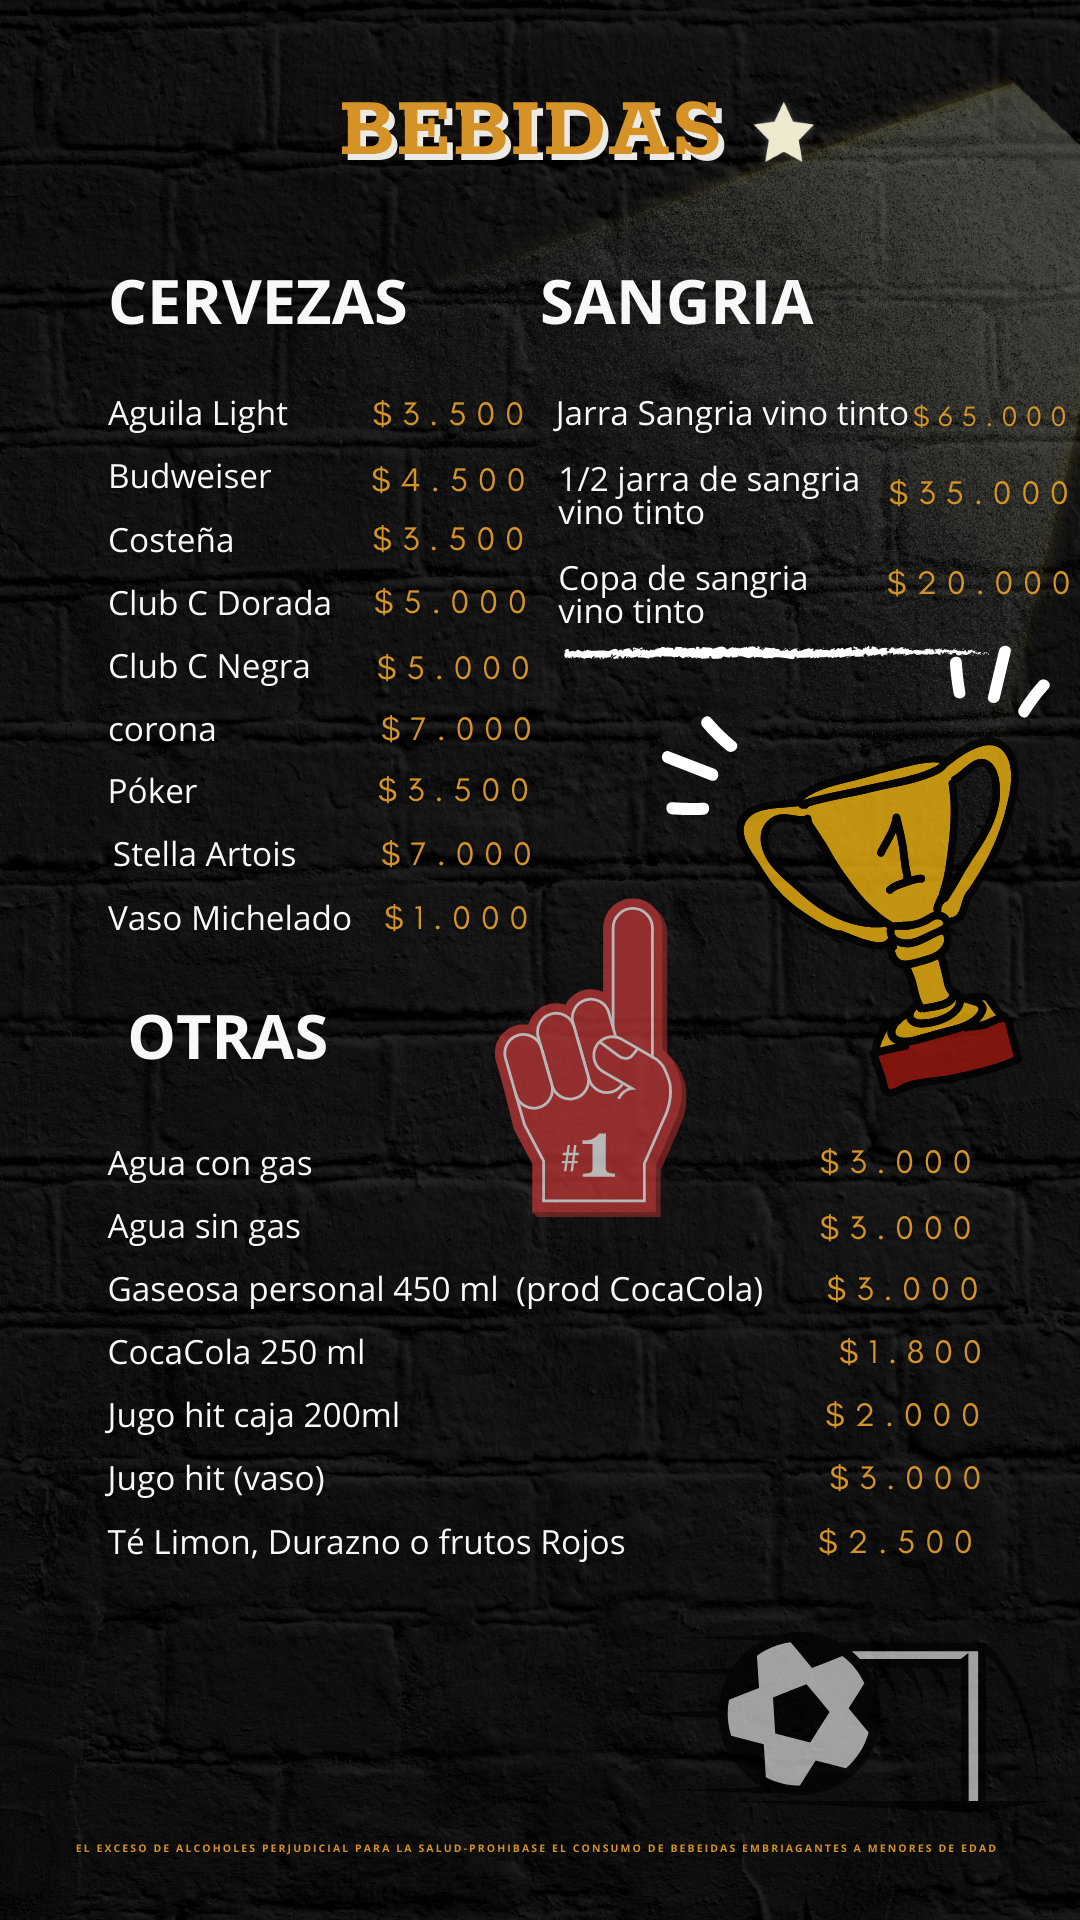 BEBIDAS
CERVEZAS
Aguila Light $3.500
Budweiser $4.500
Costeña $3.500
Club C Dorada $5.000
Club C Negra $5.000
corona $7.000
Póker $3.500
Stella Artois $7.000
Vaso Michelado $1.000
SANGRIA
Jarra Sangria vino tinto $65.000
1/2 jarra de sangria $35.000
vino tinto
Copa de sangria $20.000
vino tinto
1
#1
OTRAS
Agua con gas $3.000
Agua sin gas $3.000
Gaseosa personal 450 ml (prod CocaCola) $3.000
CocaCola 250 ml $1.800
Jugo hit caja 200ml $2.000
Jugo hit (vaso) $3.000
Té Limon, Durazno o frutos Rojos $2.500
EL EXCESO DE ALCOHOLES PERJUDICIAL PARA LA SALUD-PROHIBASE EL CONSUMO DE BEBEIDAS EMBRIAGANTES A MENORES DE EDAD